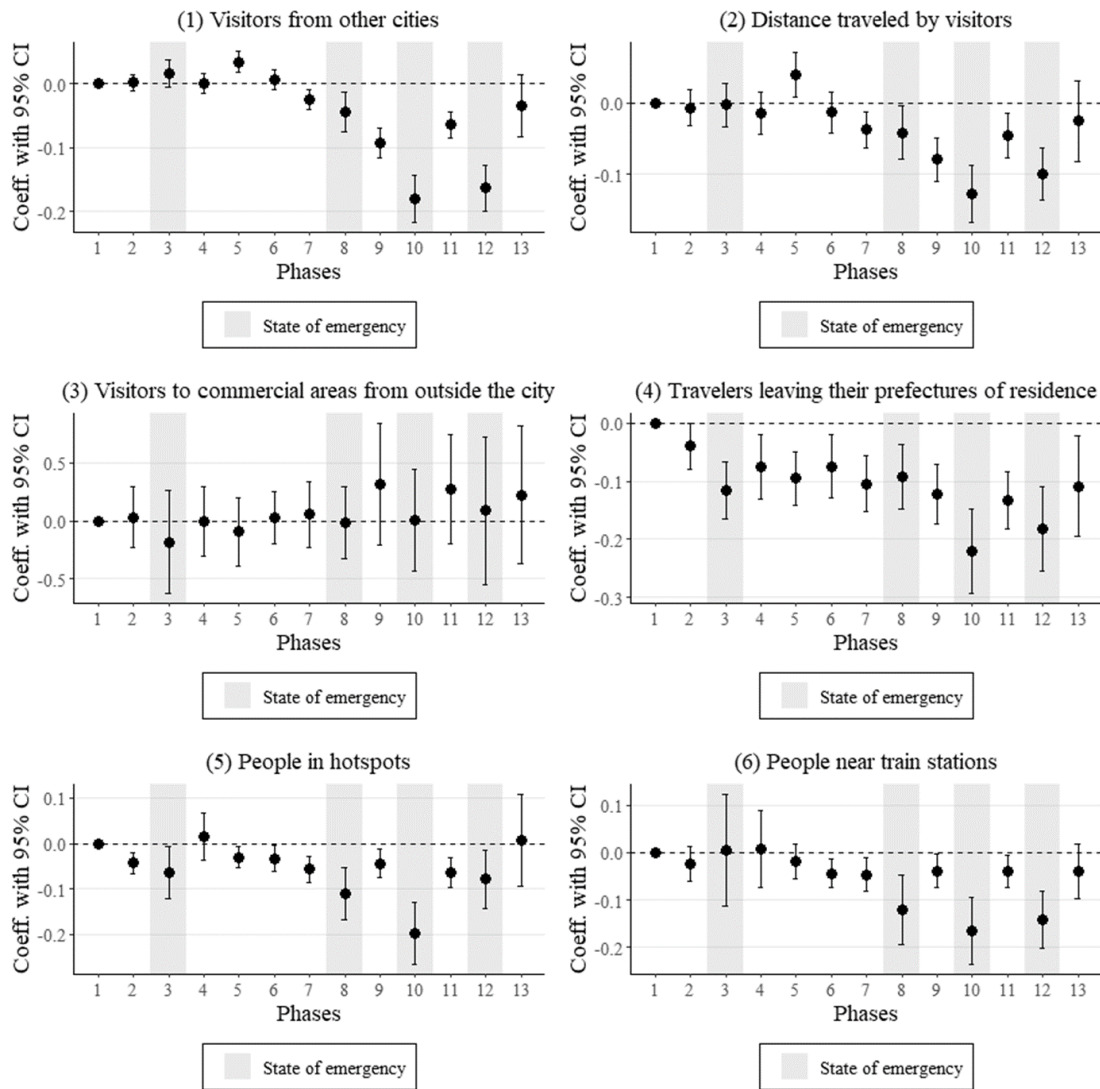 (1) Visitors from other cities
Coeff. with 95% CI
0.0
-0.1
-0.2
1 2 3 4 5 6 7 8 9 10 11 12 13
Phases
State of emergency
(2) Distance traveled by visitors
Coeff. with 95% CI
0.0
-0.1
1 2 3 4 5 6 7 8 9 10 11 12 13
Phases
State of emergency
(3) Visitors to commercial areas from outside the city
Coeff. with 95% CI
0.5
0.0
-0.5
1 2 3 4 5 6 7 8 9 10 11 12 13
Phases
State of emergency
(4) Travelers leaving their prefectures of residence
Coeff. with 95% CI
0.0
-0.1
-0.2
-0.3
1 2 3 4 5 6 7 8 9 10 11 12 13
Phases
State of emergency
(5) People in hotspots
Coeff. with 95% CI
0.1
0.0
-0.1
-0.2
1 2 3 4 5 6 7 8 9 10 11 12 13
Phases
State of emergency
(6) People near train stations
Coeff. with 95% CI
0.1
0.0
-0.1
-0.2
1 2 3 4 5 6 7 8 9 10 11 12 13
Phases
State of emergency